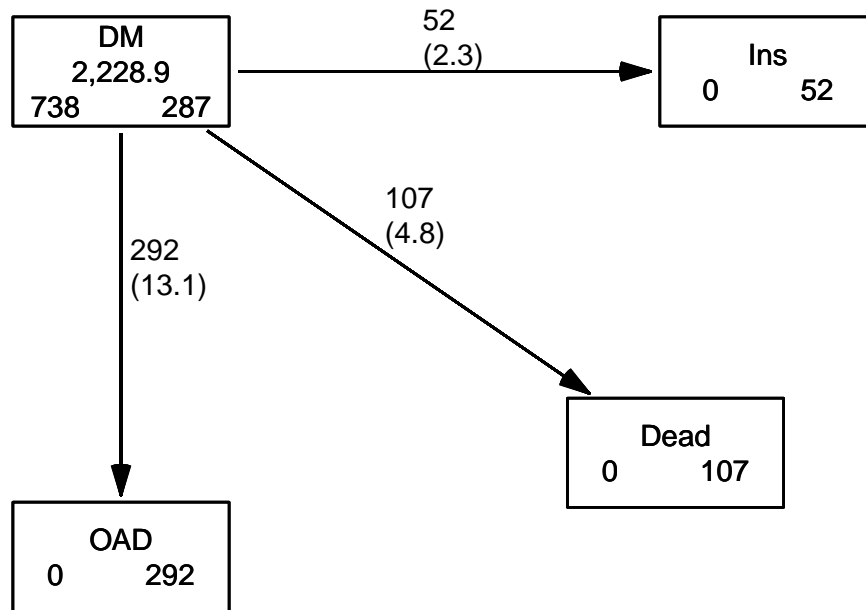 DM
2,228.9
738 287
52
(2.3)
Ins
0 52
107
(4.8)
292
(13.1)
Dead
0 107
OAD
0 292